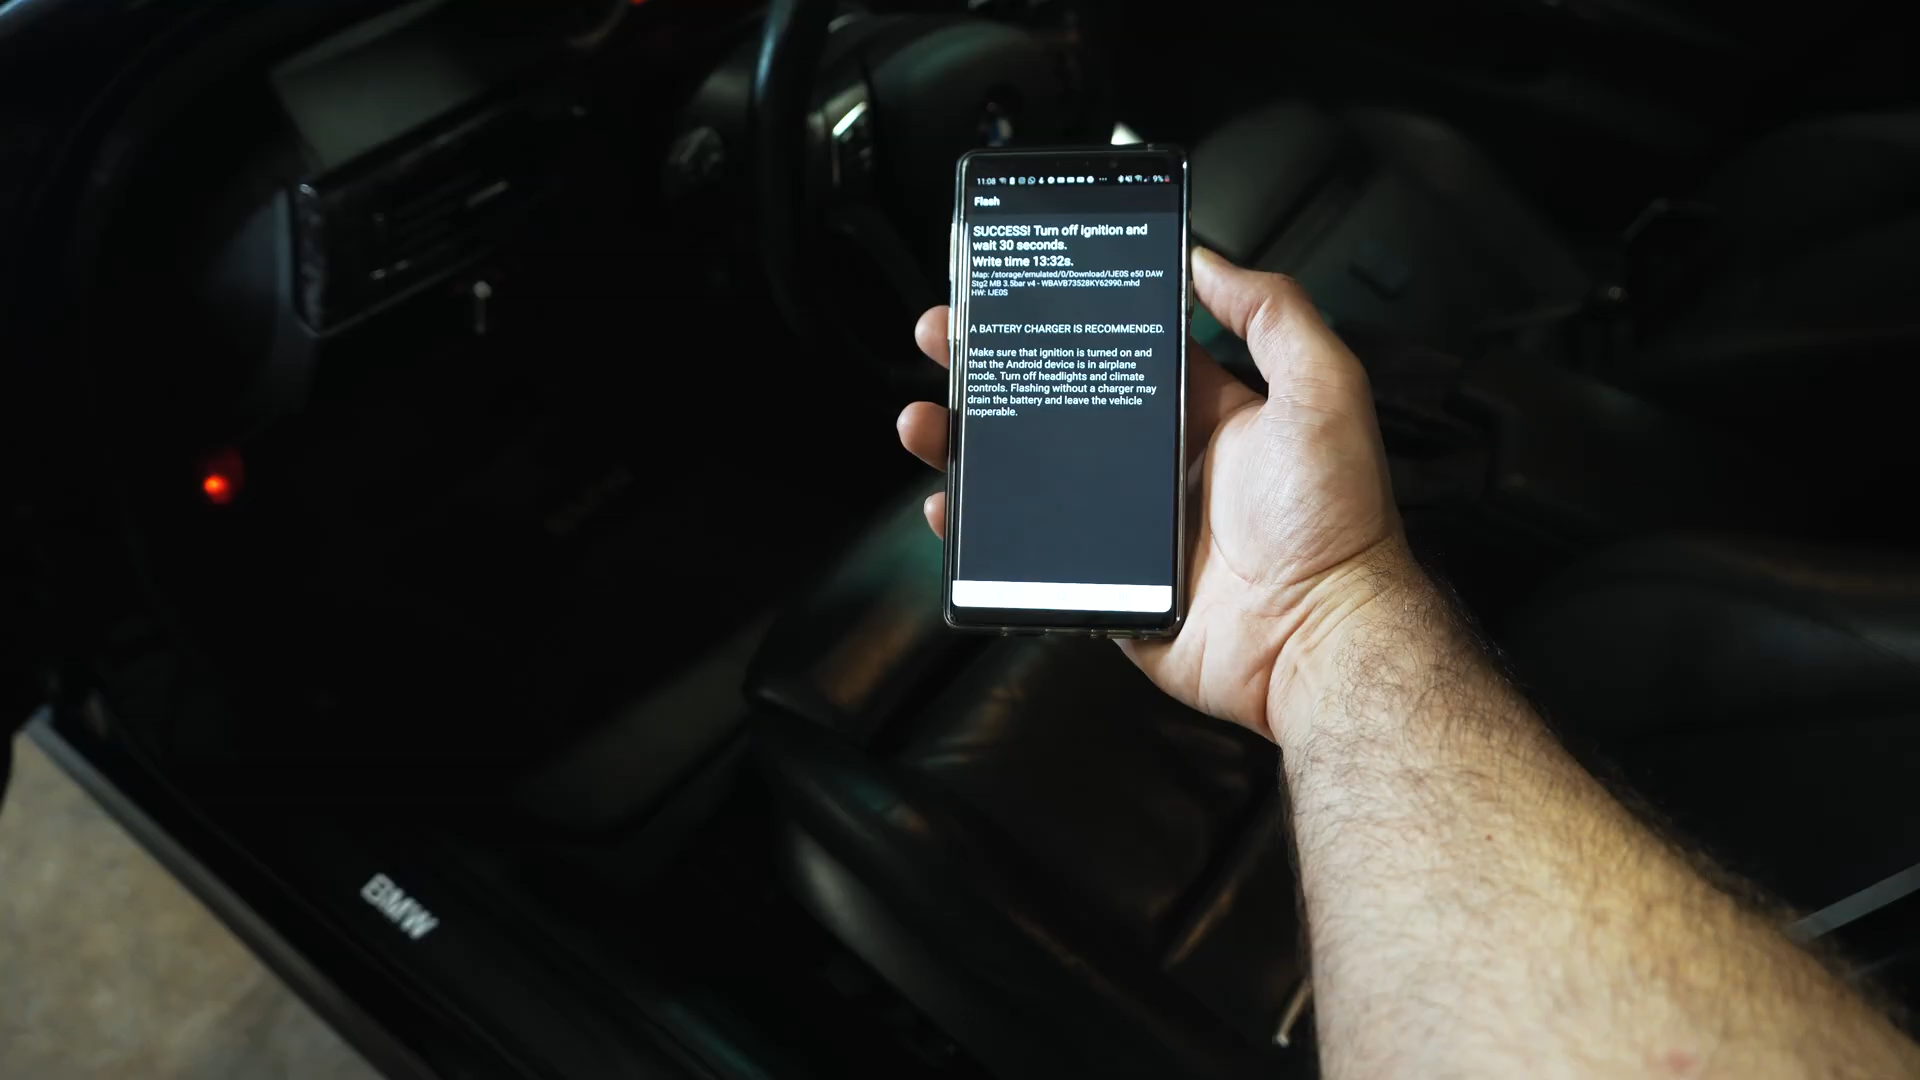 11:08
9%
Flash
SUCCESS! Turn off ignition and
wait 30 seconds.
Write time 13:32s.
Map: /storage/emulated/0/Download/IJE0S e50 DAW
Stg2 MB 3.5bar v4 - WBAVB73528KY62990.mhd
HW: IJE0S
A BATTERY CHARGER IS RECOMMENDED.
Make sure that ignition is turned on and
that the Android device is in airplane
mode. Turn off headlights and climate
controls. Flashing without a charger may
drain the battery and leave the vehicle
inoperable.
BMW